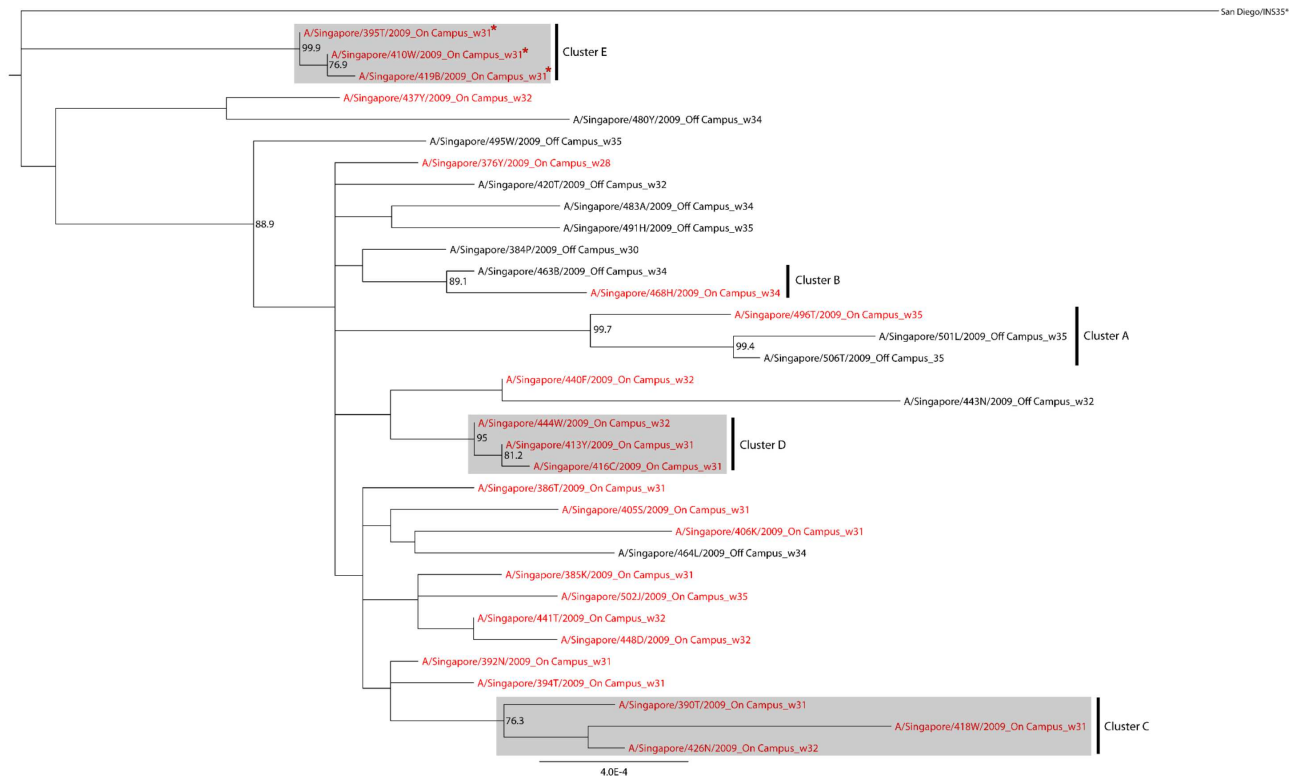 San Diego/INS35*
A/Singapore/395T/2009_On Campus_w31*
99.9
A/Singapore/410W/2009_On Campus_w31*
Cluster E
76.9
A/Singapore/419B/2009_On Campus_w31*
A/Singapore/437Y/2009_On Campus_w32
A/Singapore/480Y/2009_Off Campus_w34
A/Singapore/495W/2009_Off Campus_w35
A/Singapore/376Y/2009_On Campus_w28
A/Singapore/420T/2009_Off Campus_w32
A/Singapore/483A/2009_Off Campus_w34
88.9
A/Singapore/491H/2009_Off Campus_w35
A/Singapore/384P/2009_Off Campus_w30
A/Singapore/463B/2009_Off Campus_w34
89.1
Cluster B
A/Singapore/468H/2009_On Campus_w34
A/Singapore/496T/2009_On Campus_w35
99.7
A/Singapore/501L/2009_Off Campus_w35
Cluster A
99.4
A/Singapore/506T/2009_Off Campus_35
A/Singapore/440F/2009_On Campus_w32
A/Singapore/443N/2009_Off Campus_w32
A/Singapore/444W/2009_On Campus_w32
95
A/Singapore/413Y/2009_On Campus_w31
Cluster D
81.2
A/Singapore/416C/2009_On Campus_w31
A/Singapore/386T/2009_On Campus_w31
A/Singapore/405S/2009_On Campus_w31
A/Singapore/406K/2009_On Campus_w31
A/Singapore/464L/2009_Off Campus_w34
A/Singapore/385K/2009_On Campus_w31
A/Singapore/502J/2009_On Campus_w35
A/Singapore/441T/2009_On Campus_w32
A/Singapore/448D/2009_On Campus_w32
A/Singapore/392N/2009_On Campus_w31
A/Singapore/394T/2009_On Campus_w31
A/Singapore/390T/2009_On Campus_w31
76.3
A/Singapore/418W/2009_On Campus_w31
Cluster C
A/Singapore/426N/2009_On Campus_w32
4.0E-4